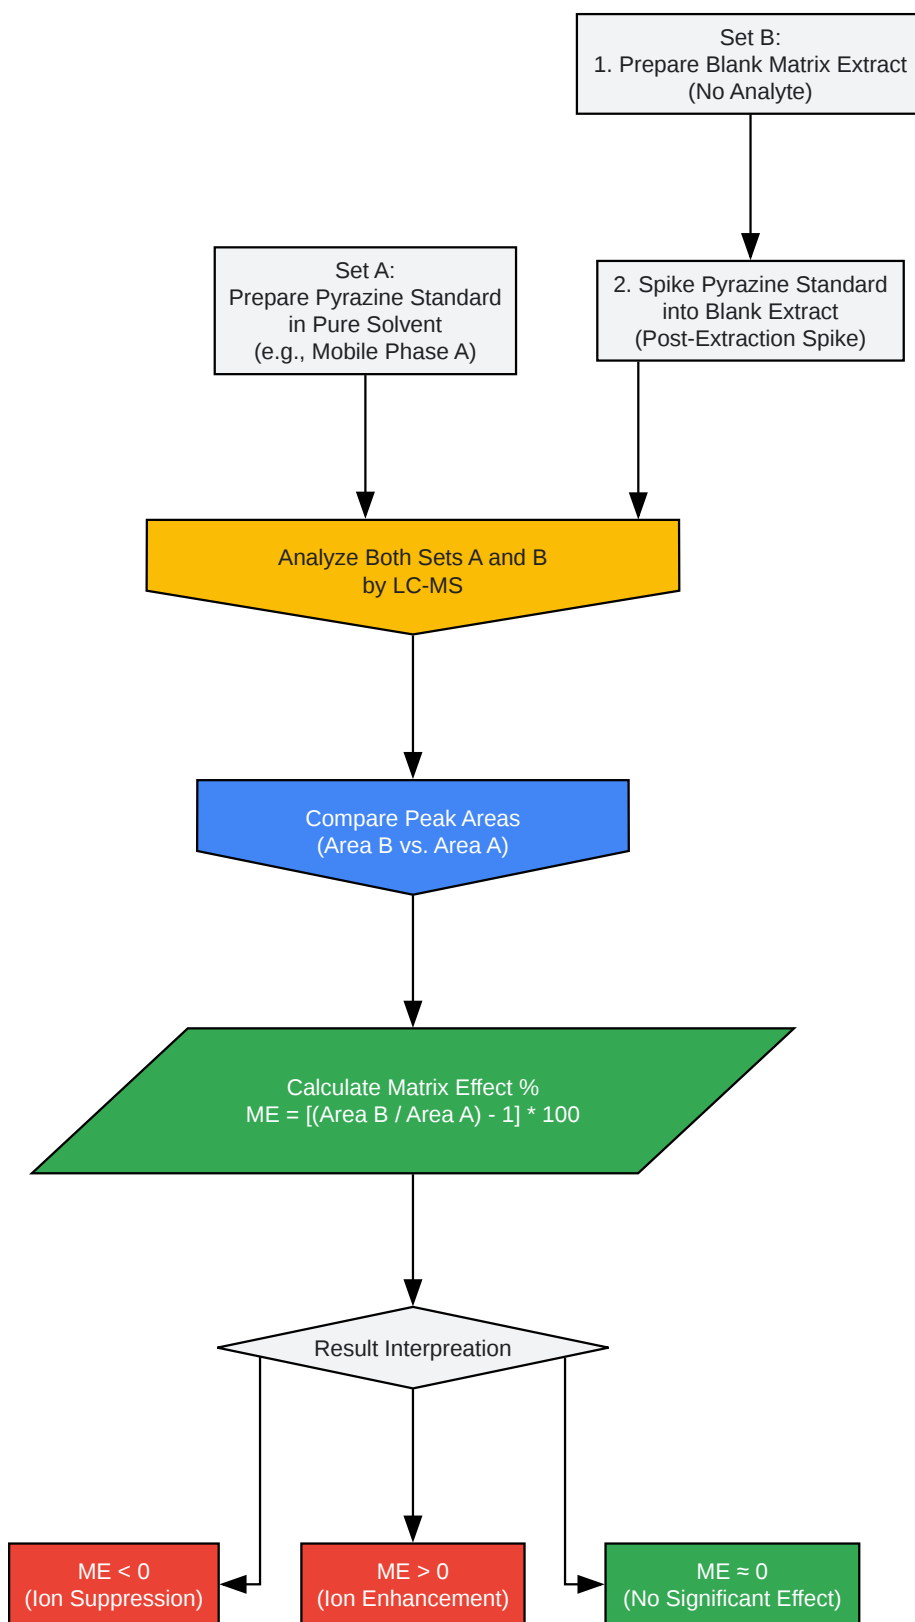 Set B:
1. Prepare Blank Matrix Extract
(No Analyte)
Set A:
Prepare Pyrazine Standard
in Pure Solvent
(e.g., Mobile Phase A)
2. Spike Pyrazine Standard
into Blank Extract
(Post-Extraction Spike)
Analyze Both Sets A and B
by LC-MS
Compare Peak Areas
(Area B vs. Area A)
Calculate Matrix Effect %
ME = [(Area B / Area A) - 1] * 100
Result Interpreation
ME < 0
(Ion Suppression)
ME > 0
(Ion Enhancement)
ME ≈ 0
(No Significant Effect)